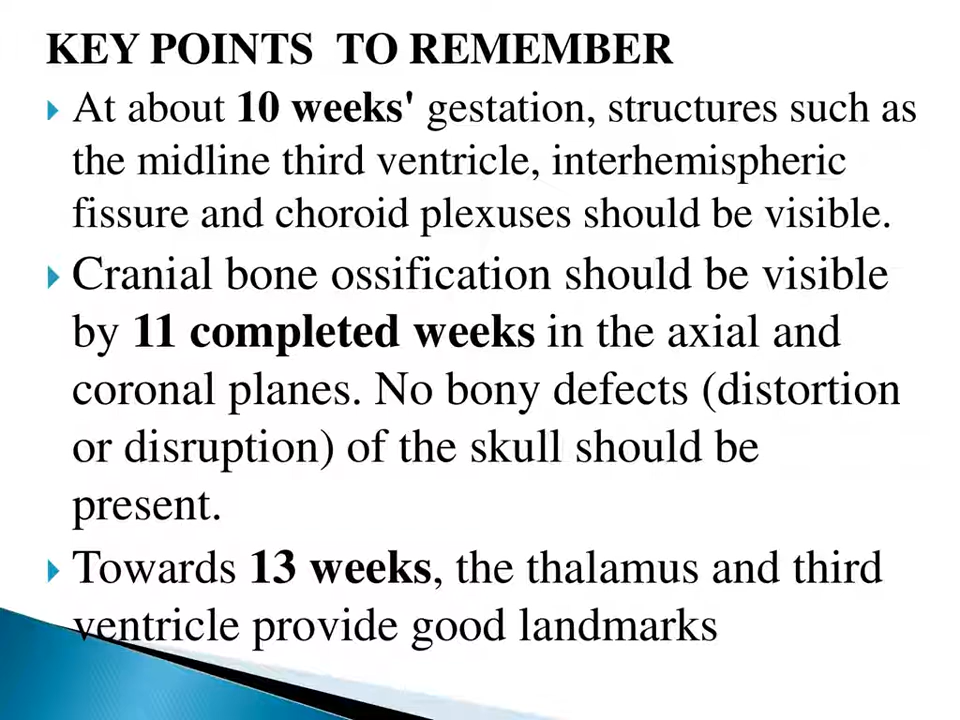 KEY POINTS TO REMEMBER
At about 10 weeks' gestation, structures such as
the midline third ventricle, interhemispheric
fissure and choroid plexuses should be visible.
Cranial bone ossification should be visible
by 11 completed weeks in the axial and
coronal planes. No bony defects (distortion
or disruption) of the skull should be
present.
Towards 13 weeks, the thalamus and third
ventricle provide good landmarks